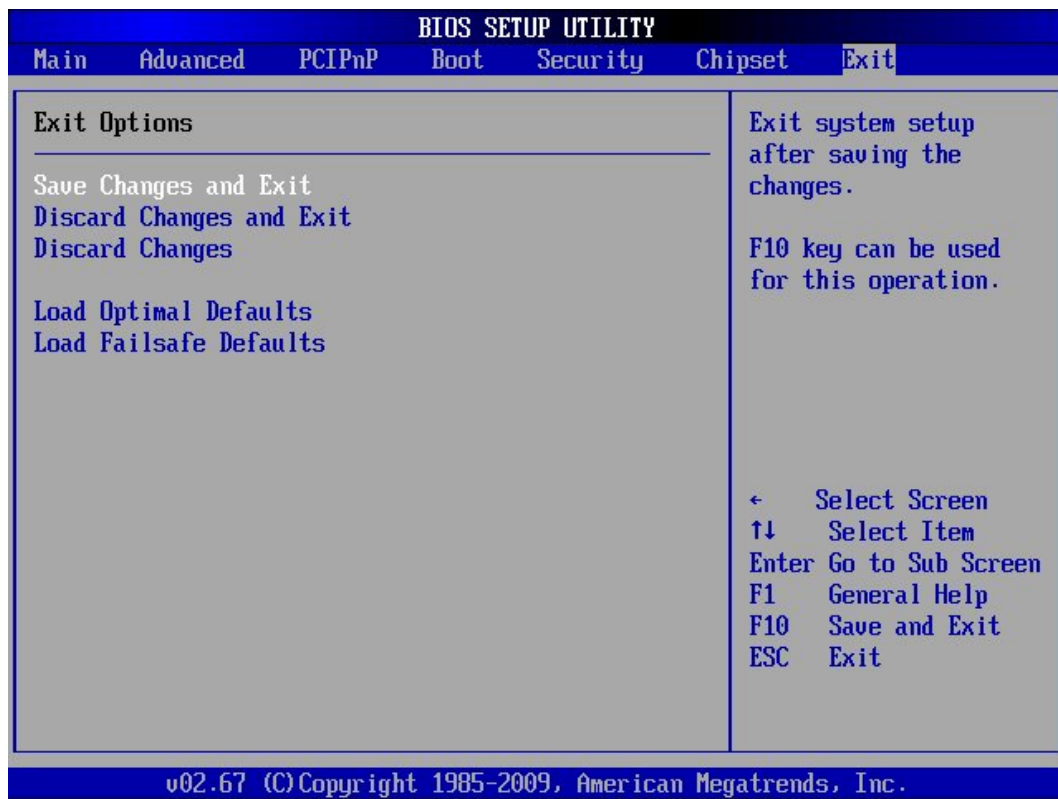 BIOS SETUP UTILITY
Main Advanced PCIPnP Boot Security Chipset Exit
Exit Options
Save Changes and Exit
Discard Changes and Exit
Discard Changes
Load Optimal Defaults
Load Failsafe Defaults
Exit system setup
after saving the
changes.
F10 key can be used
for this operation.
← Select Screen
↑↓ Select Item
Enter Go to Sub Screen
F1 General Help
F10 Save and Exit
ESC Exit
v02.67 (C)Copyright 1985-2009, American Megatrends, Inc.